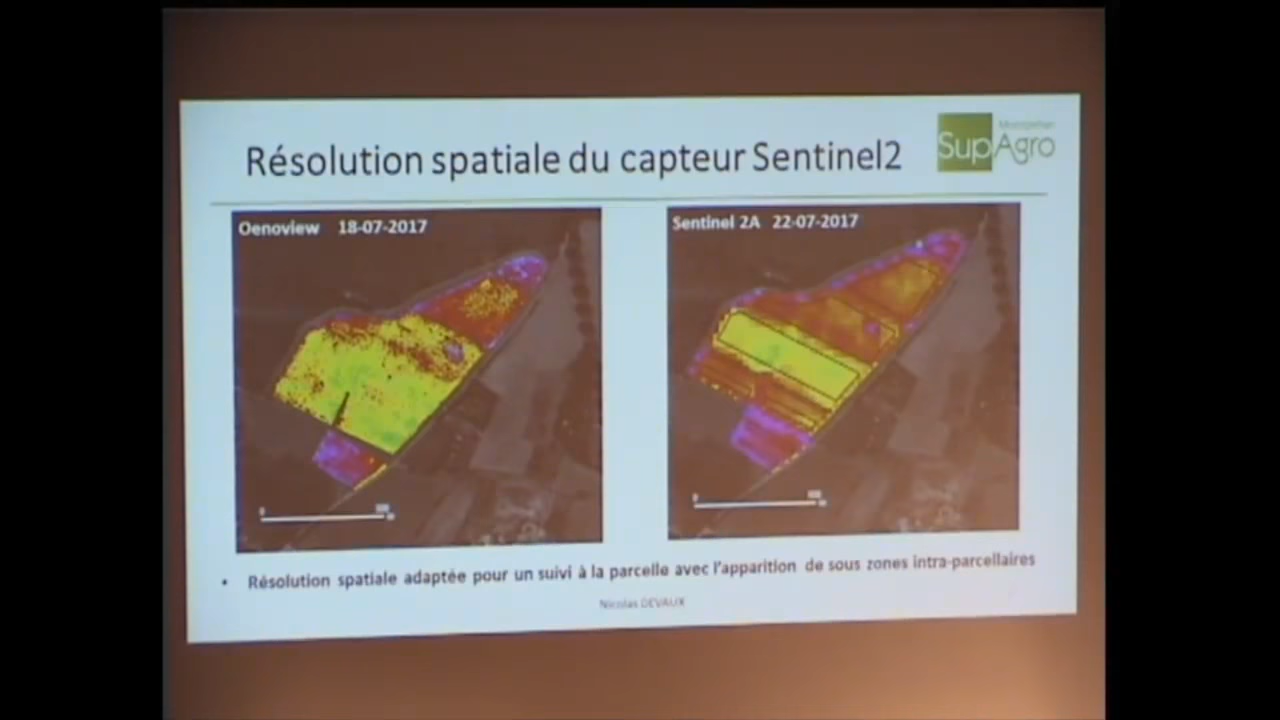 Résolution spatiale du capteur Sentinel2
Montpellier
SupAgro
Oenoview 18-07-2017
Sentinel 2A 22-07-2017
• Résolution spatiale adaptée pour un suivi à la parcelle avec l'apparition de sous zones intra-parcellaires
Nicolas DEVAUX